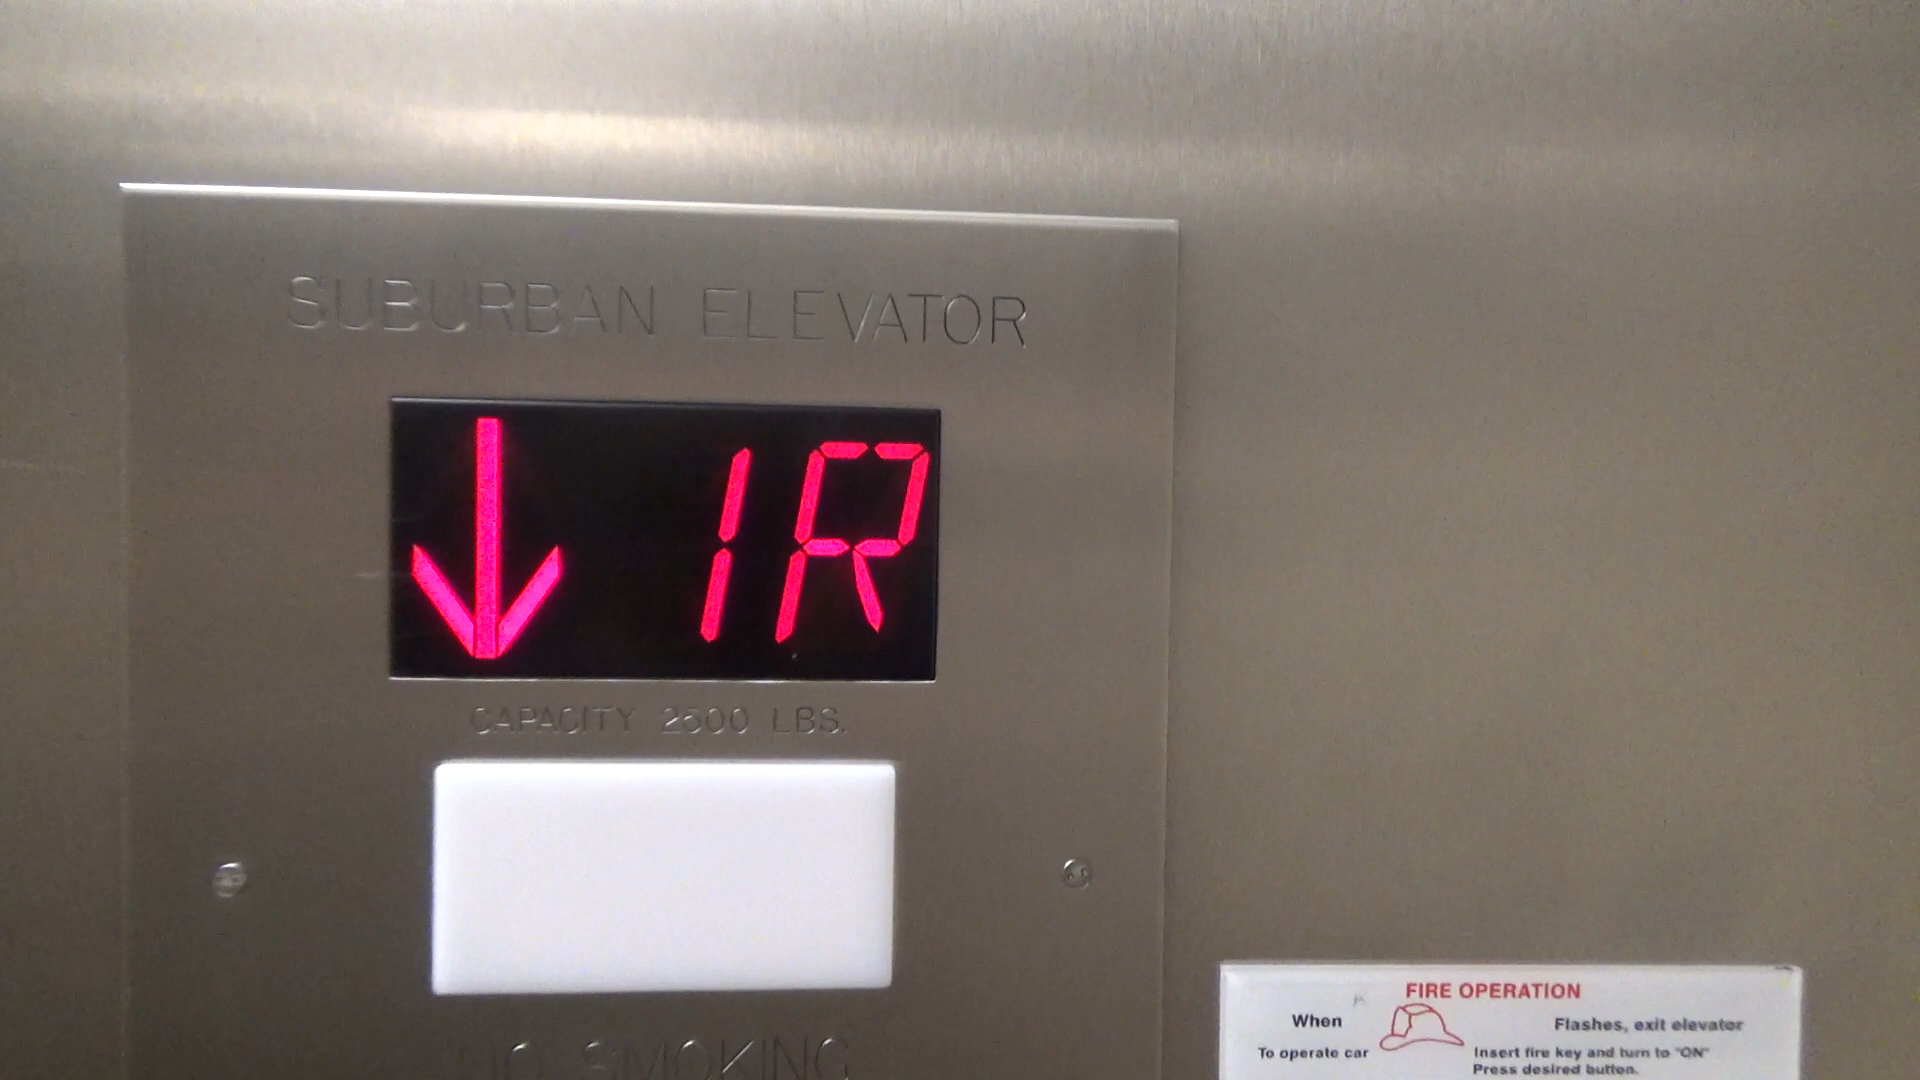 SUBURBAN ELEVATOR
1R
CAPACITY 2500 LBS.
NO SMOKING
FIRE OPERATION
When Flashes, exit elevator
To operate car Insert fire key and turn to "ON"
Press desired button.